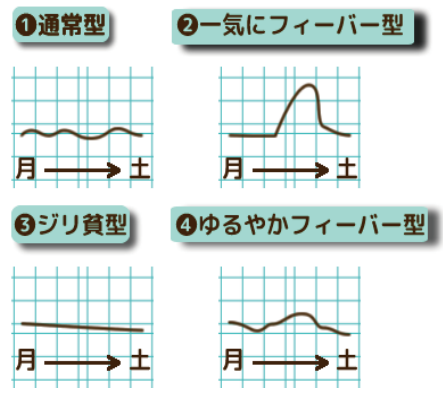 ❶通常型
❷一気にフィーバー型
月 → 土
月 → 土
❸ジリ貧型
❹ゆるやかフィーバー型
月 → 土
月 → 土